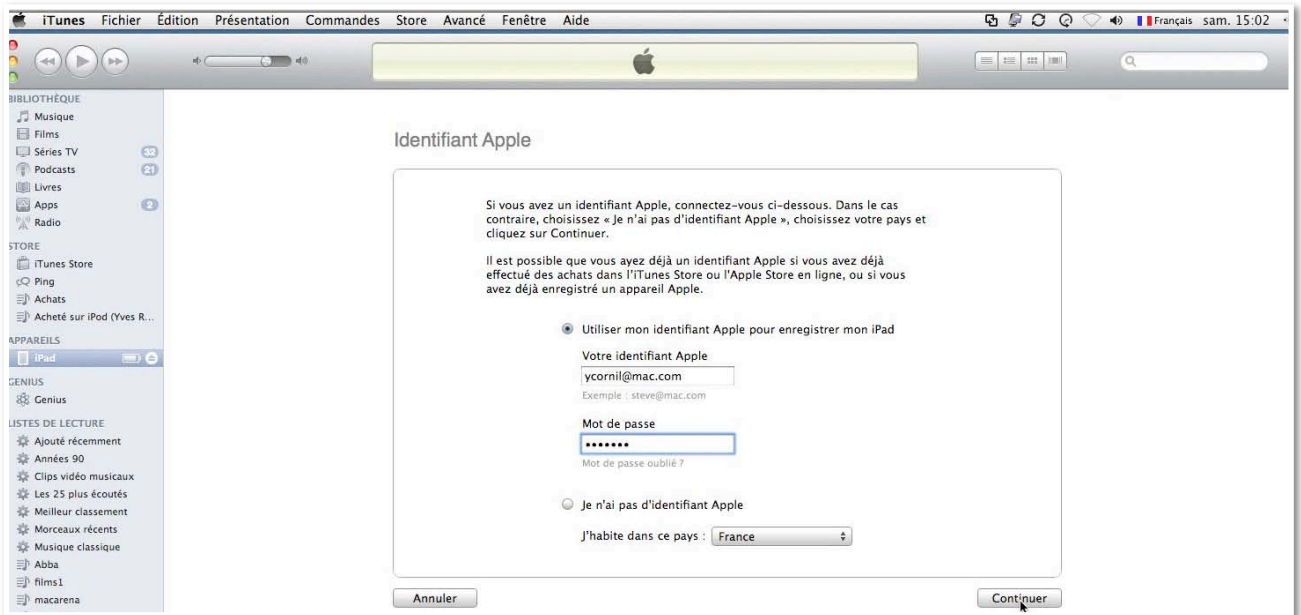 iTunes Fichier Édition Présentation Commandes Store Avancé Fenêtre Aide Français sam. 15:02
BIBLIOTHÈQUE
Musique
Films
Séries TV 32
Podcasts 21
Livres
Apps 2
Radio
STORE
iTunes Store
Ping
Achats
Acheté sur iPod (Yves R...
APPAREILS
iPad
GENIUS
Genius
LISTES DE LECTURE
Ajouté récemment
Années 90
Clips vidéo musicaux
Les 25 plus écoutés
Meilleur classement
Morceaux récents
Musique classique
Abba
films1
macarena
Identifiant Apple
Si vous avez un identifiant Apple, connectez-vous ci-dessous. Dans le cas
contraire, choisissez « Je n'ai pas d'identifiant Apple », choisissez votre pays et
cliquez sur Continuer.
Il est possible que vous ayez déjà un identifiant Apple si vous avez déjà
effectué des achats dans l'iTunes Store ou l'Apple Store en ligne, ou si vous
avez déjà enregistré un appareil Apple.
Utiliser mon identifiant Apple pour enregistrer mon iPad
Votre identifiant Apple
ycornil@mac.com
Exemple : steve@mac.com
Mot de passe
•••••••
Mot de passe oublié ?
Je n'ai pas d'identifiant Apple
J'habite dans ce pays : France
Annuler Continuer